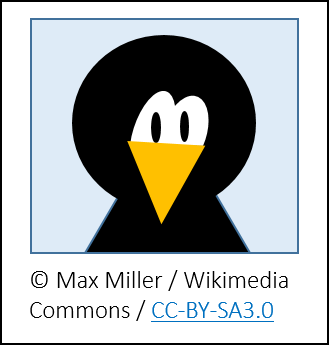 © Max Miller / Wikimedia
Commons / CC-BY-SA3.0